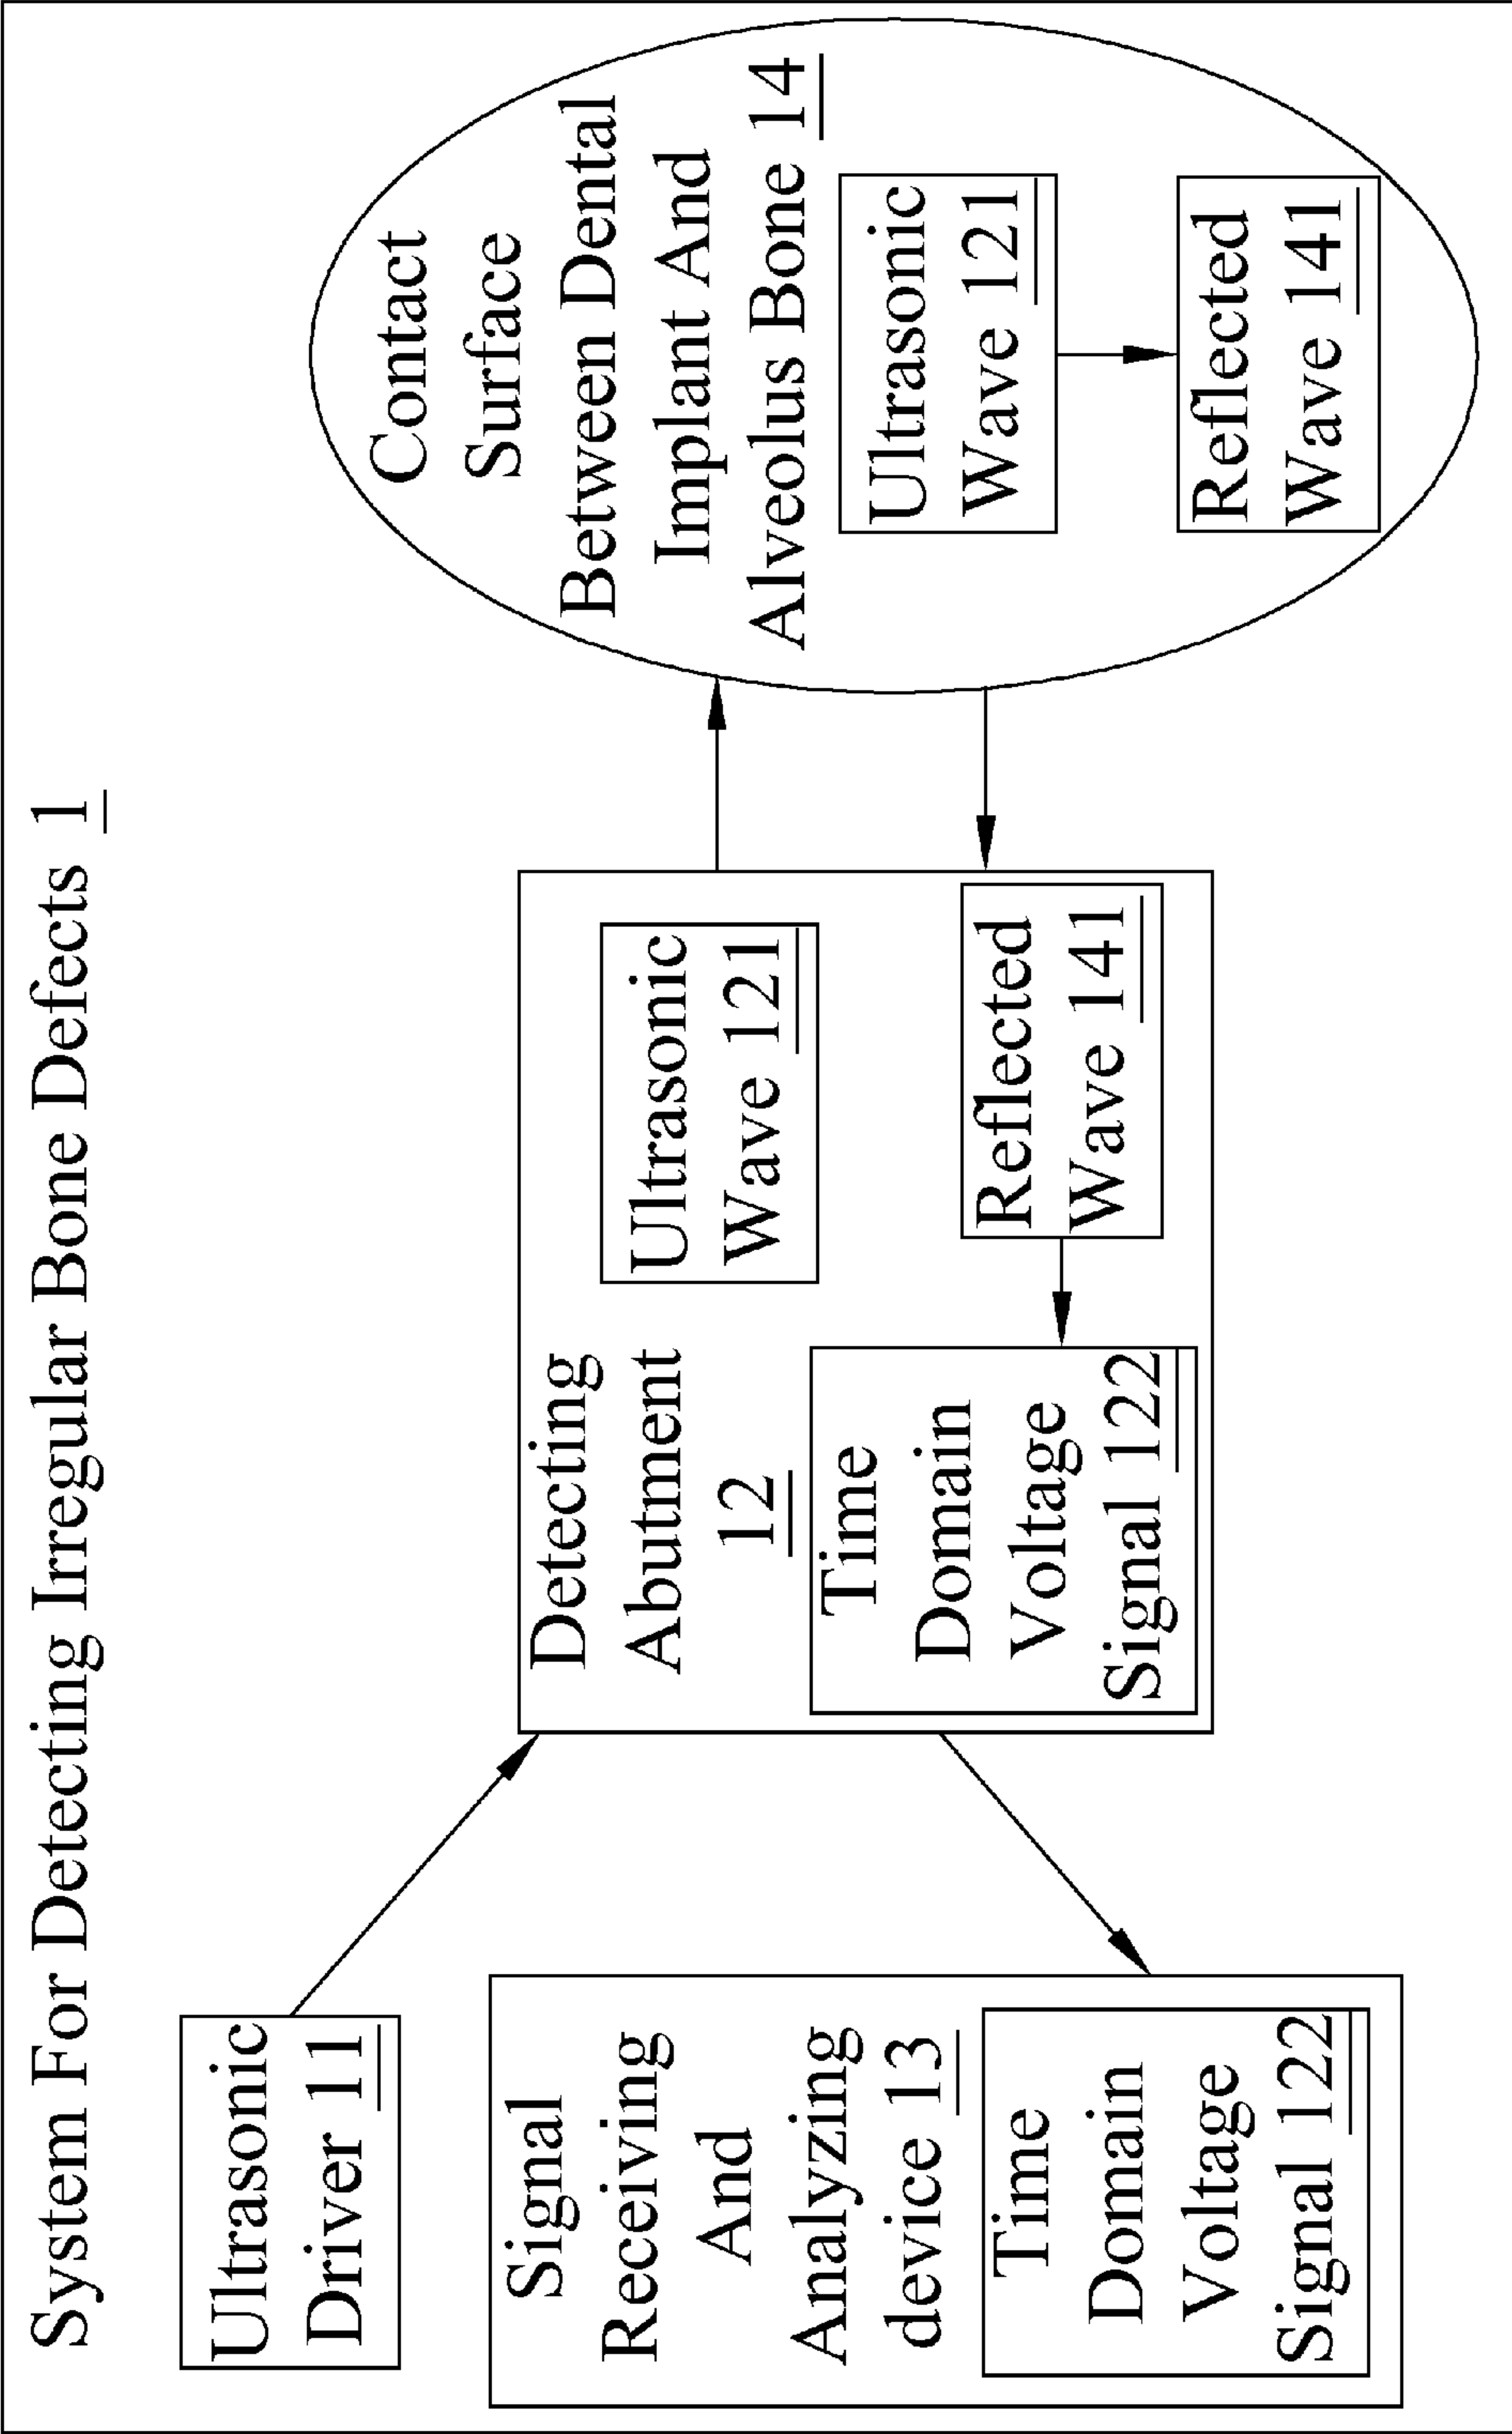 System For Detecting Irregular Bone Defects 1
Ultrasonic
Driver 11
Signal
Receiving
And
Analyzing
device 13
Time
Domain
Voltage
Signal 122
Detecting
Abutment
12
Time
Domain
Voltage
Signal 122
Ultrasonic
Wave 121
Reflected
Wave 141
Contact
Surface
Between Dental
Implant And
Alveolus Bone 14
Ultrasonic
Wave 121
Reflected
Wave 141